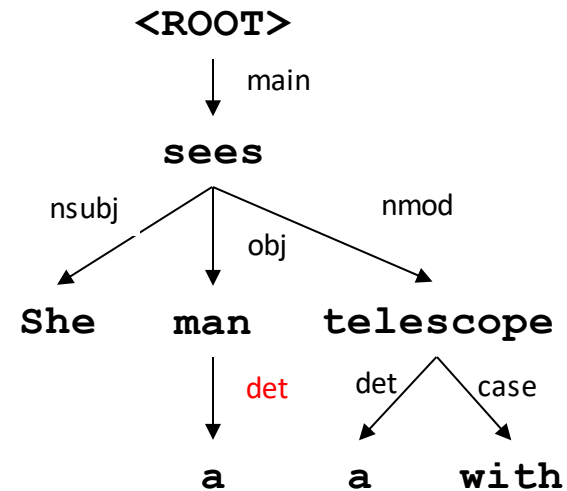 <ROOT>
main
sees
nsubj
nmod
obj
She man telescope
det det case
a a with